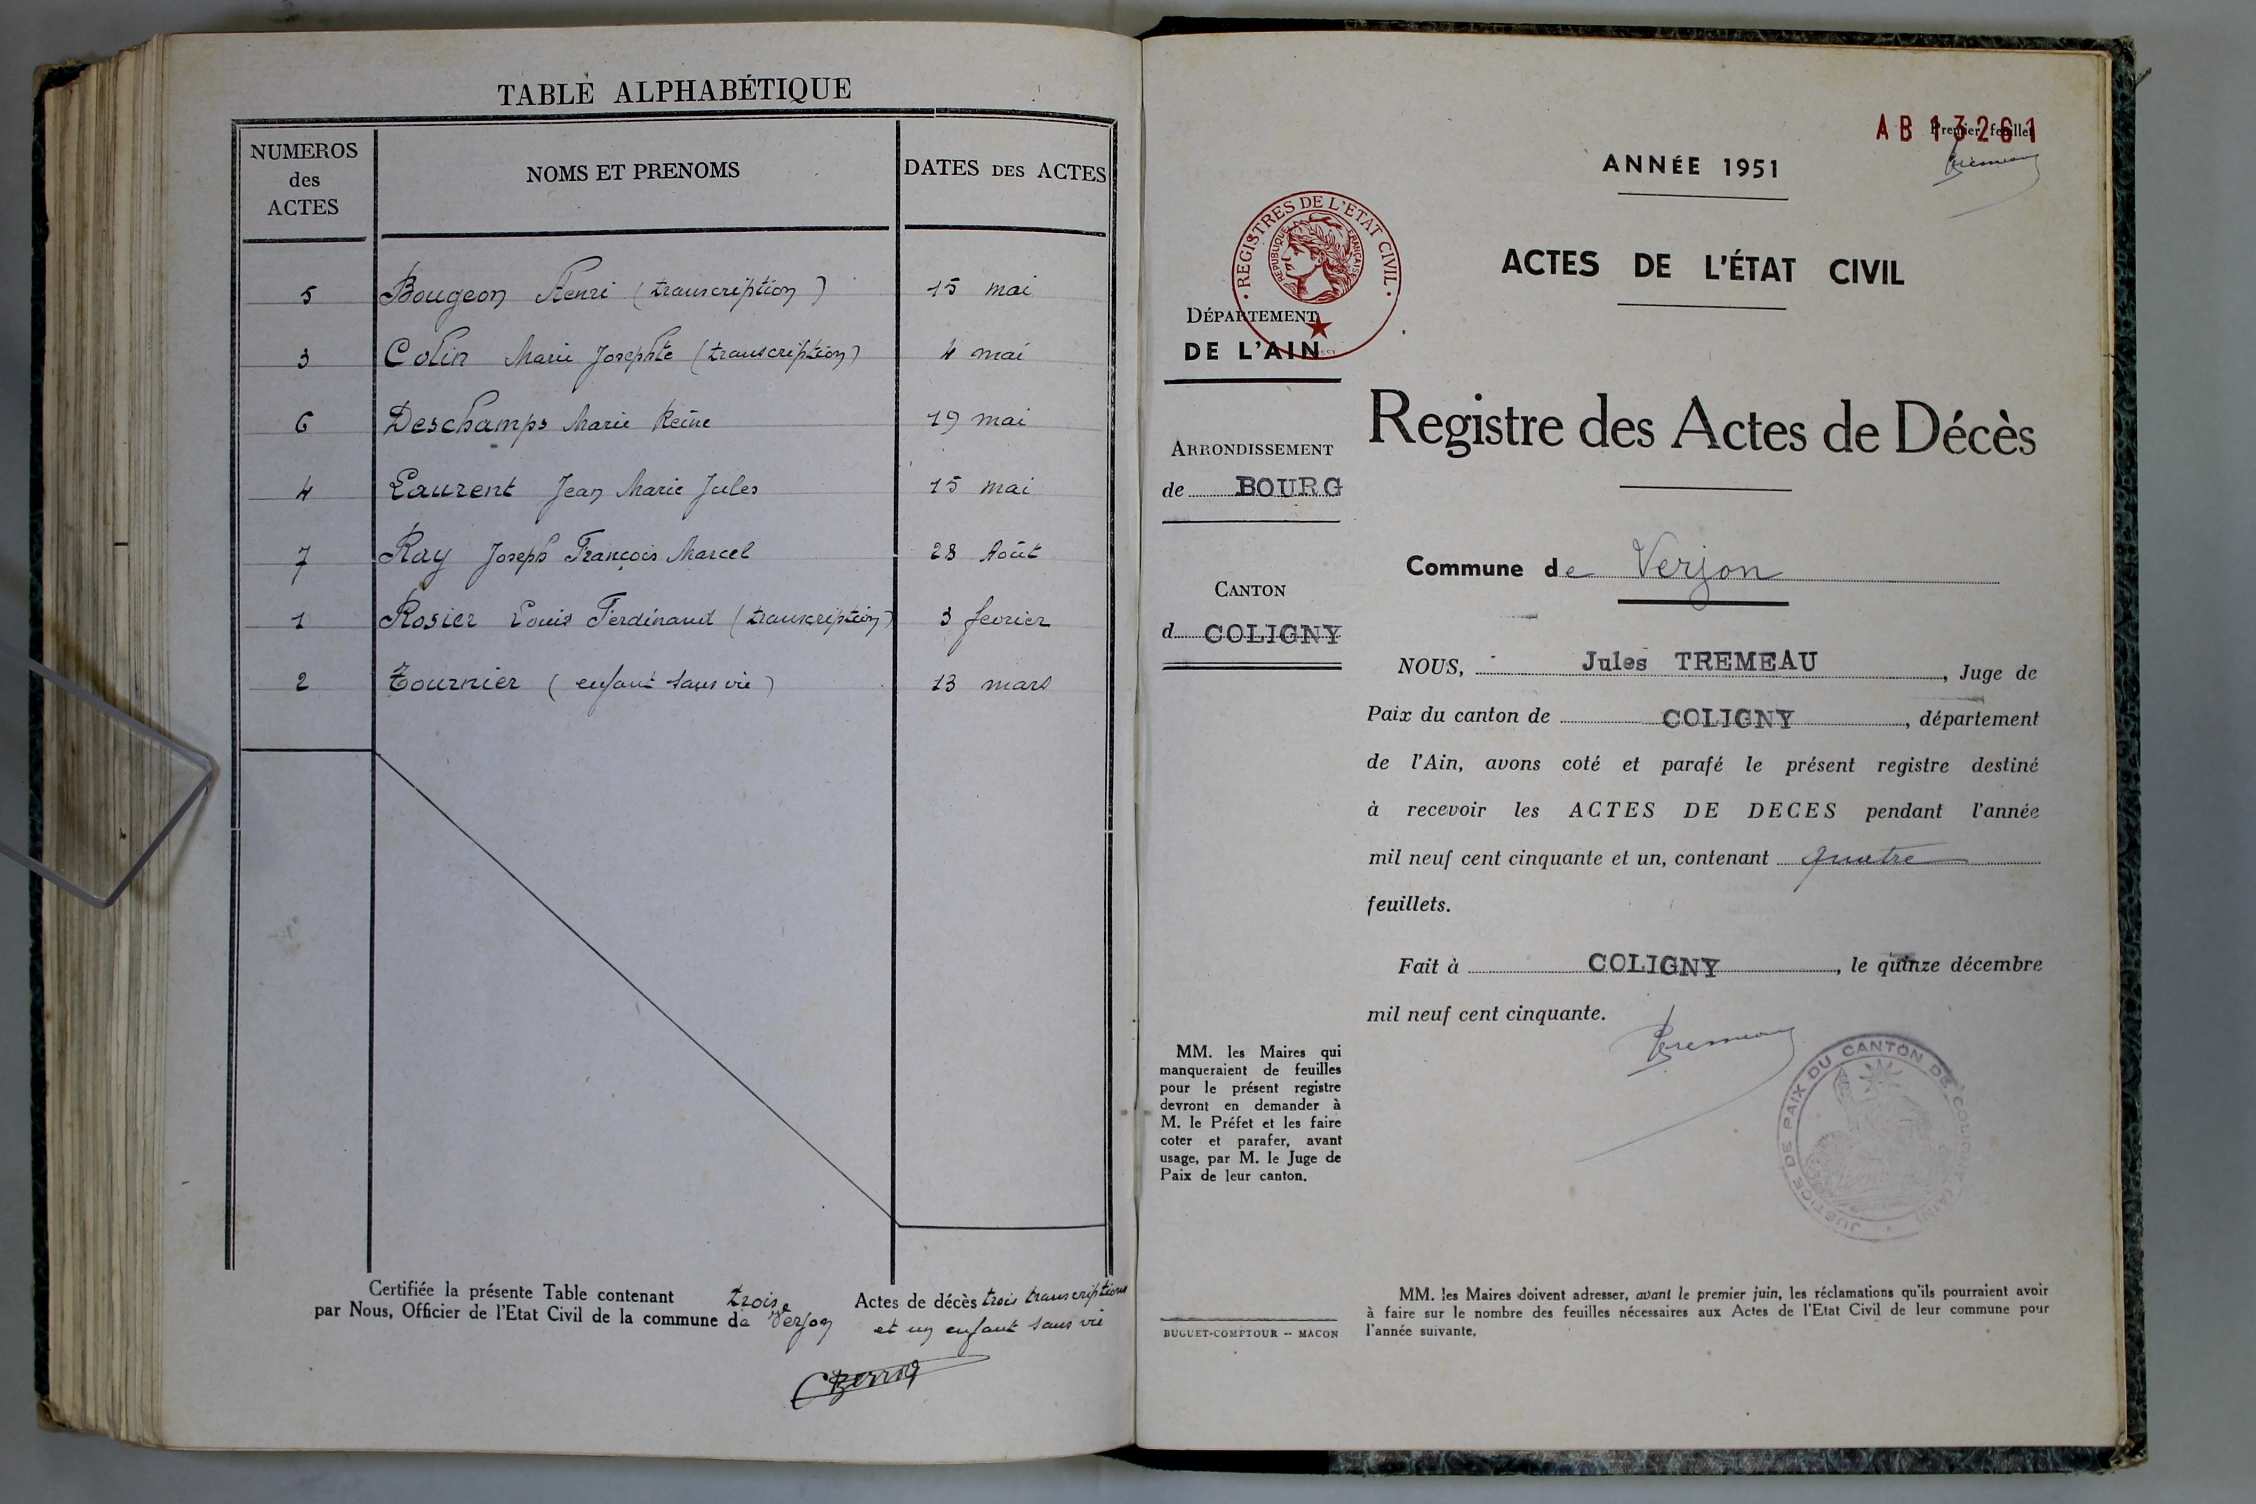 TABLE ALPHABÉTIQUE
NUMEROS des ACTES
NOMS ET PRENOMS
DATES DES ACTES
5 Bougeon Henri (transcription) 15 mai
3 Colin Marie Josephte (transcription) 4 mai
6 Deschamps Marie Reine 19 mai
4 Laurent Jean Marie Jules 15 mai
7 Ray Joseph François Marcel 28 Août
1 Rosier Louis Ferdinand (transcription) 3 fevrier
2 Tournier (enfant sans vie) 13 mars
Certifiée la présente Table contenant trois Actes de décès trois transcriptions
par Nous, Officier de l'Etat Civil de la commune de Verjon et un enfant sans vie
AB 13261
Premier feuillet
ANNÉE 1951
REGISTRES DE L'ETAT CIVIL
REPUBLIQUE FRANÇAISE
ACTES DE L'ÉTAT CIVIL
DÉPARTEMENT
DE L'AIN
Registre des Actes de Décès
ARRONDISSEMENT
de BOURG
Commune de Verjon
CANTON
d COLIGNY
NOUS, Jules TREMEAU, Juge de
Paix du canton de COLIGNY, département
de l'Ain, avons coté et parafé le présent registre destiné
à recevoir les ACTES DE DECES pendant l'année
mil neuf cent cinquante et un, contenant quatre
feuillets.
Fait à COLIGNY, le quinze décembre
mil neuf cent cinquante.
JUSTICE DE PAIX DU CANTON DE COLIGNY (AIN)
MM. les Maires qui
manqueraient de feuilles
pour le présent registre
devront en demander à
M. le Préfet et les faire
coter et parafer, avant
usage, par M. le Juge de
Paix de leur canton.
BUGUET-COMPTOUR -- MACON
MM. les Maires doivent adresser, avant le premier juin, les réclamations qu'ils pourraient avoir
à faire sur le nombre des feuilles nécessaires aux Actes de l'Etat Civil de leur commune pour
l'année suivante.